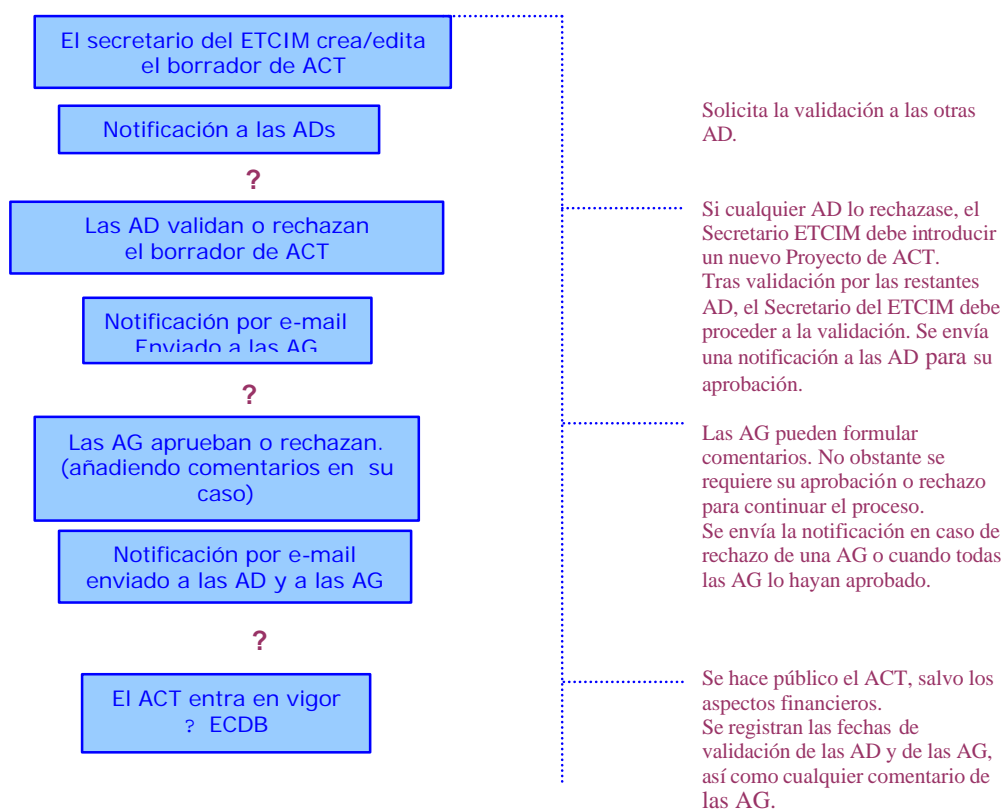 El secretario del ETCIM crea/edita
el borrador de ACT
Notificación a las ADs
?
Las AD validan o rechazan
el borrador de ACT
Notificación por e-mail
Enviado a las AG
?
Las AG aprueban o rechazan.
(añadiendo comentarios en su
caso)
Notificación por e-mail
enviado a las AD y a las AG
?
El ACT entra en vigor
? ECDB
Solicita la validación a las otras
AD.
Si cualquier AD lo rechazase, el
Secretario ETCIM debe introducir
un nuevo Proyecto de ACT.
Tras validación por las restantes
AD, el Secretario del ETCIM debe
proceder a la validación. Se envía
una notificación a las AD para su
aprobación.
Las AG pueden formular
comentarios. No obstante se
requiere su aprobación o rechazo
para continuar el proceso.
Se envía la notificación en caso de
rechazo de una AG o cuando todas
las AG lo hayan aprobado.
Se hace público el ACT, salvo los
aspectos financieros.
Se registran las fechas de
validación de las AD y de las AG,
así como cualquier comentario de
las AG.